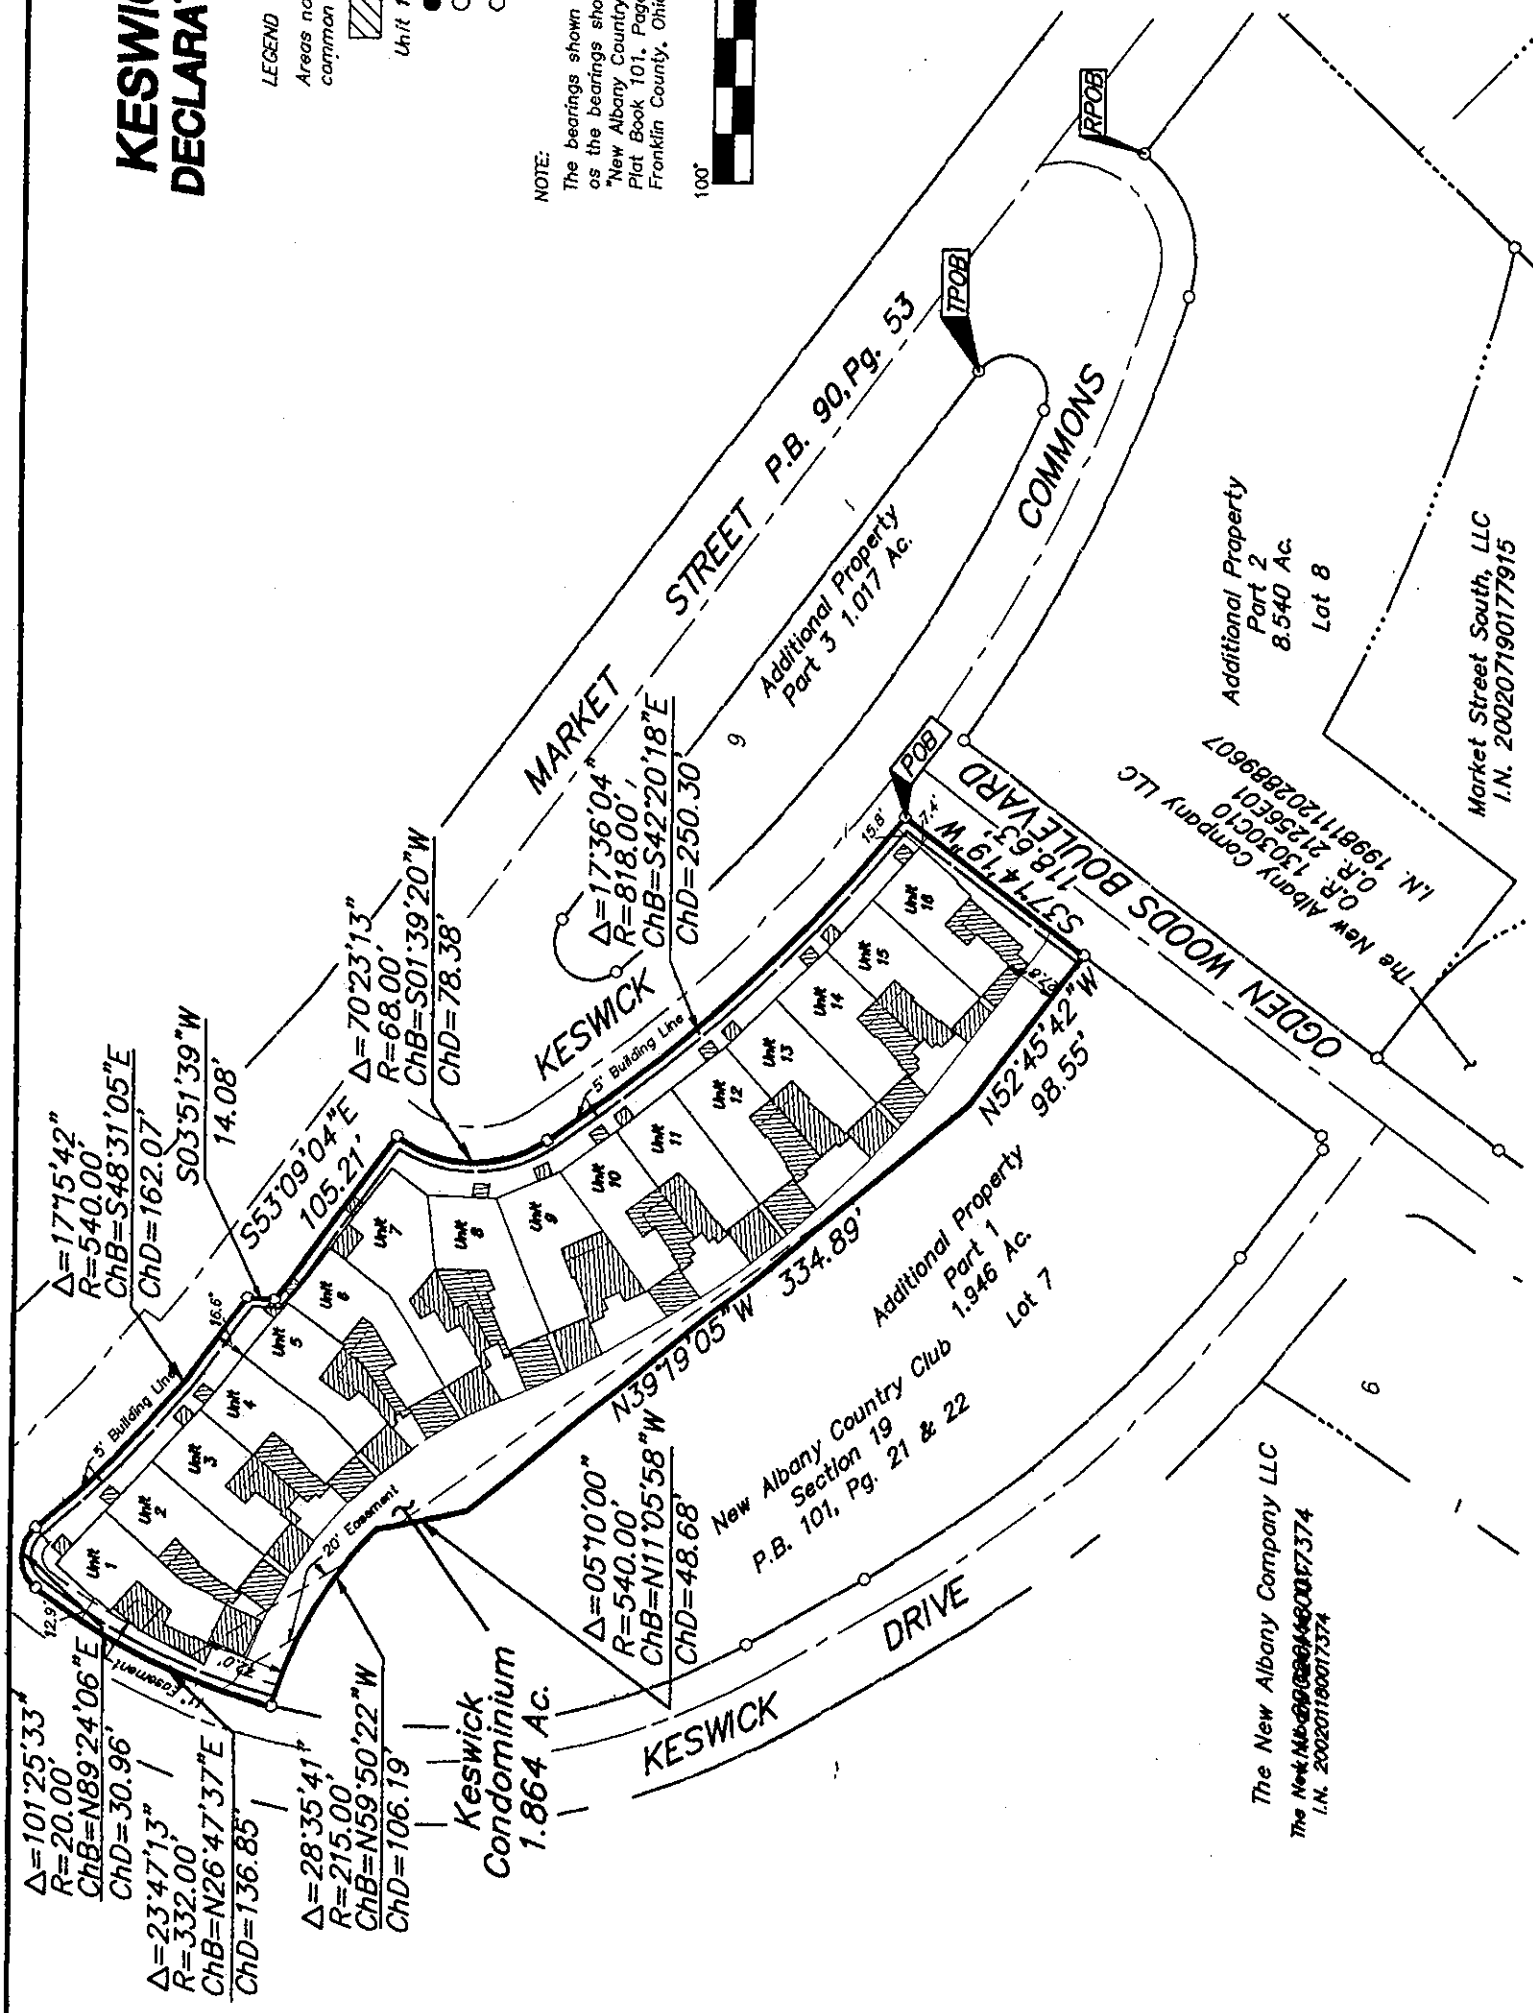 KESWIC
DECLARAT
LEGEND
Areas no
common
Unit 1
NOTE:
The bearings shown
as the bearings sho
"New Albany Country
Plat Book 101, Pag
Franklin County, Ohi
100'
Δ=101°25'33"
R=20.00'
ChB=N89°24'06"E
ChD=30.96'
Δ=23°47'13"
R=332.00'
ChB=N26°47'37"E
ChD=136.85'
Δ=28°35'41"
R=215.00'
ChB=N59°50'22"W
ChD=106.19'
Keswick
Condominium
1.864 Ac.
Δ=05°10'00"
R=540.00'
ChB=N11°05'58"W
ChD=48.68'
Δ=17°15'42"
R=540.00'
ChB=S48°31'05"E
ChD=162.07'
S03°51'39"W
14.08'
S53°09'04"E
105.21'
Δ=70°23'13"
R=68.00'
ChB=S01°39'20"W
ChD=78.38'
Δ=17°36'04"
R=818.00'
ChB=S42°20'18"E
ChD=250.30'
S37°14'19"W
118.63'
N52°45'42"W
98.55'
N39°19'05"W 334.89'
12.9'
11' Easement
12.0'
20' Easement
5' Building Line
16.6'
5' Building Line
15.8'
7.4'
Unit 1
Unit 2
Unit 3
Unit 4
Unit 5
Unit 6
Unit 7
Unit 8
Unit 9
Unit 10
Unit 11
Unit 12
Unit 13
Unit 14
Unit 15
Unit 16
MARKET STREET P.B. 90, Pg. 53
KESWICK COMMONS
KESWICK DRIVE
OGDEN WOODS BOULEVARD
POB
TPOB
RPOB
9
Additional Property
Part 3 1.017 Ac.
Additional Property
Part 2
8.540 Ac.
Lot 8
Additional Property
Part 1
1.946 Ac.
Lot 7
New Albany Country Club
Section 19
P.B. 101, Pg. 21 & 22
The New Albany Company LLC
O.R. 13030C10
O.R. 21256E01
I.N. 199811120289607
Market Street South, LLC
I.N. 200207190177915
6
The New Albany Company LLC
I.N. 200201180017374